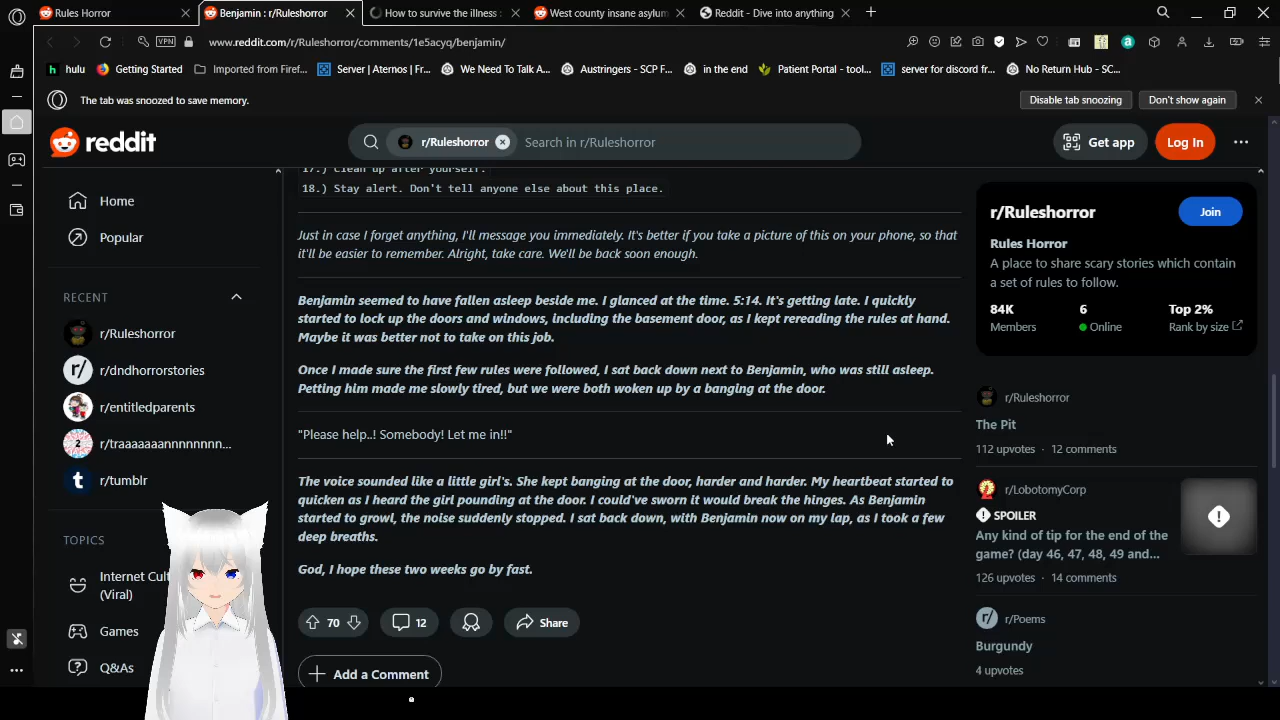 Rules Horror
Benjamin : r/Ruleshorror
How to survive the illness :
West county insane asylum
Reddit - Dive into anything
VPN
www.reddit.com/r/Ruleshorror/comments/1e5acyq/benjamin/
hulu
Getting Started
Imported from Firef...
Server | Aternos | Fr...
We Need To Talk A...
Austringers - SCP F...
in the end
Patient Portal - tool...
server for discord fr...
No Return Hub - SC...
The tab was snoozed to save memory.
Disable tab snoozing
Don't show again
reddit
r/Ruleshorror
Search in r/Ruleshorror
Get app
Log In
17.) Clean up after yourself.
18.) Stay alert. Don't tell anyone else about this place.
Just in case I forget anything, I'll message you immediately. It's better if you take a picture of this on your phone, so that
it'll be easier to remember. Alright, take care. We'll be back soon enough.
Benjamin seemed to have fallen asleep beside me. I glanced at the time. 5:14. It's getting late. I quickly
started to lock up the doors and windows, including the basement door, as I kept rereading the rules at hand.
Maybe it was better not to take on this job.
Once I made sure the first few rules were followed, I sat back down next to Benjamin, who was still asleep.
Petting him made me slowly tired, but we were both woken up by a banging at the door.
"Please help..! Somebody! Let me in!!"
The voice sounded like a little girl's. She kept banging at the door, harder and harder. My heartbeat started to
quicken as I heard the girl pounding at the door. I could've sworn it would break the hinges. As Benjamin
started to growl, the noise suddenly stopped. I sat back down, with Benjamin now on my lap, as I took a few
deep breaths.
God, I hope these two weeks go by fast.
70
12
Share
Add a Comment
Home
Popular
RECENT
r/Ruleshorror
r/dndhorrorstories
r/entitledparents
r/traaaaaaannnnnnnn...
r/tumblr
TOPICS
Internet Cul
(Viral)
Games
Q&As
r/Ruleshorror
Join
Rules Horror
A place to share scary stories which contain
a set of rules to follow.
84K
6
Top 2%
Members
Online
Rank by size
r/Ruleshorror
The Pit
112 upvotes · 12 comments
r/LobotomyCorp
SPOILER
Any kind of tip for the end of the
game? (day 46, 47, 48, 49 and...
126 upvotes · 14 comments
r/Poems
Burgundy
4 upvotes